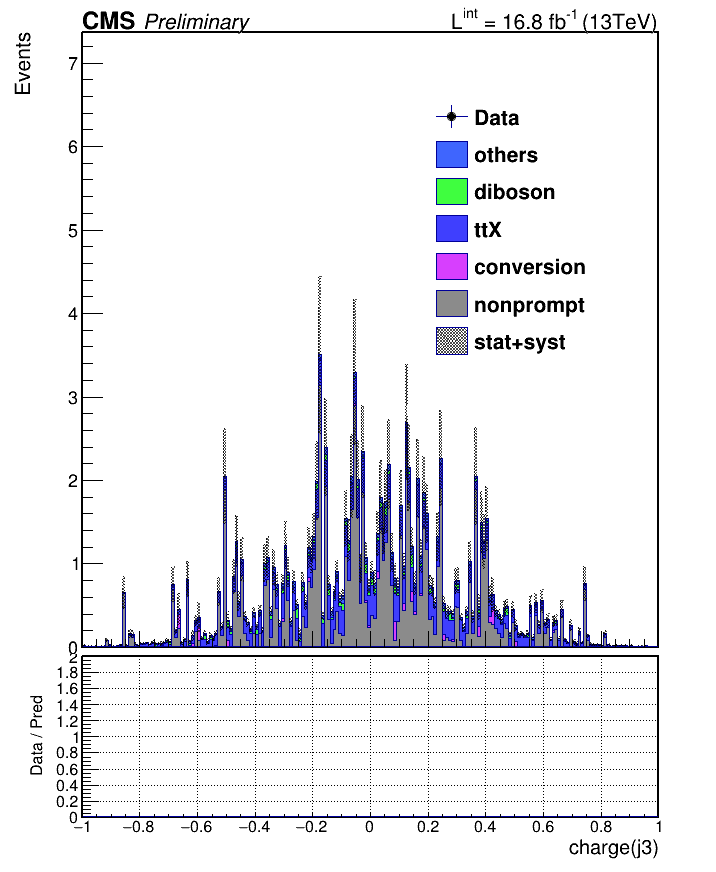 CMS Preliminary
L^int = 16.8 fb^-1 (13TeV)
Events
7
6
5
4
3
2
1
0
Data
others
diboson
ttX
conversion
nonprompt
stat+syst
Data / Pred
2
1.8
1.6
1.4
1.2
1
0.8
0.6
0.4
0.2
0
−1 −0.8 −0.6 −0.4 −0.2 0 0.2 0.4 0.6 0.8 1
charge(j3)